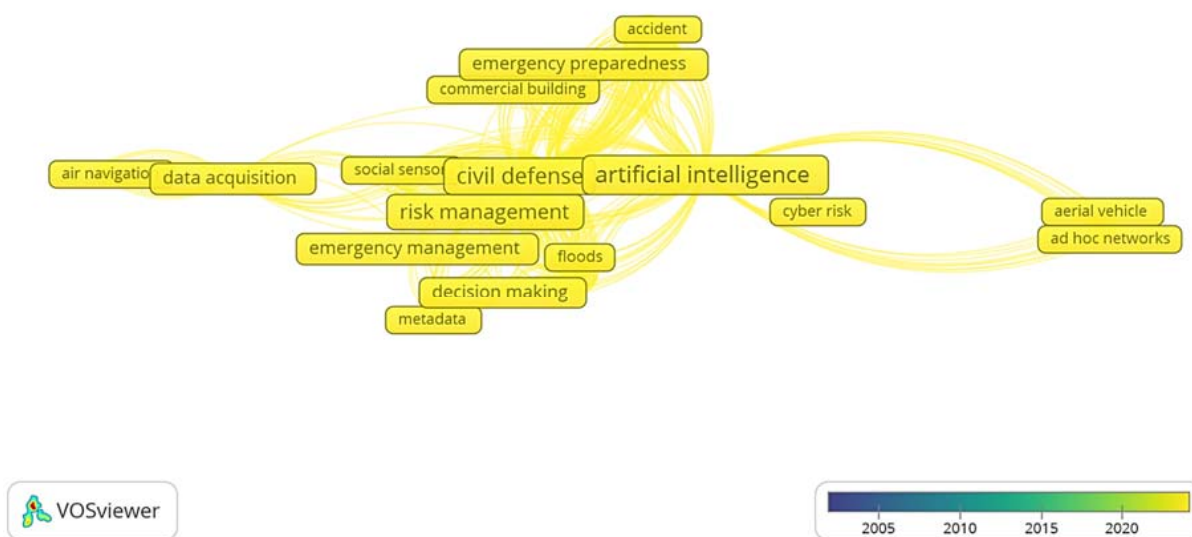 accident
emergency preparedness
commercial building
air navigatio
data acquisition
social sensor
civil defense
artificial intelligence
risk management
cyber risk
aerial vehicle
ad hoc networks
emergency management
floods
decision making
metadata
VOSviewer
2005 2010 2015 2020